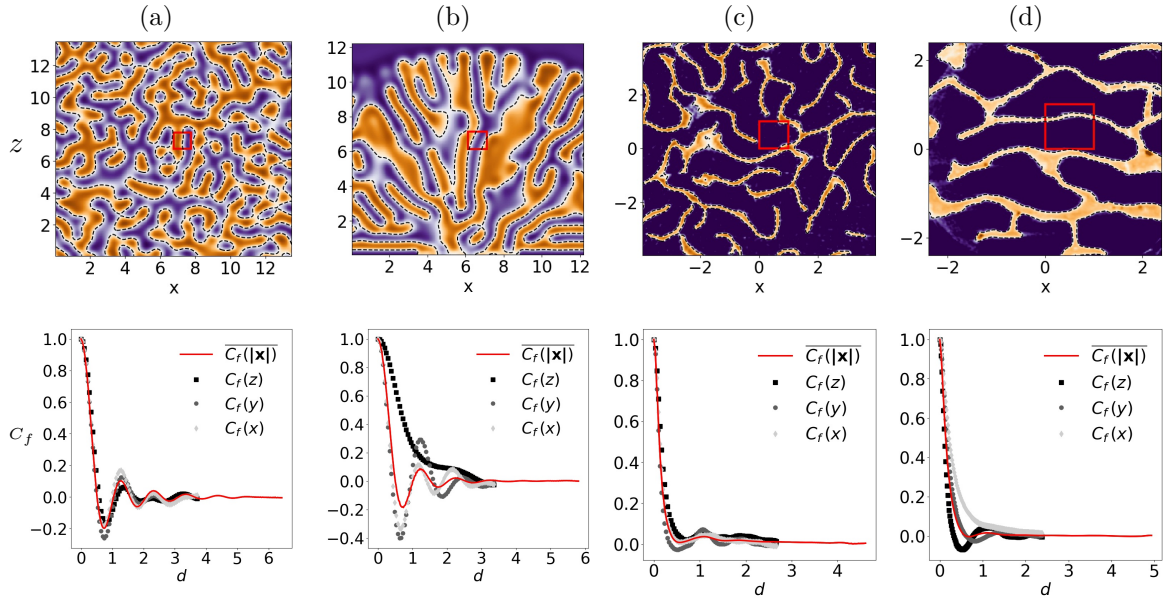 (a) (b) (c) (d)
z
12
10
8
6
4
2
2 4 6 8 10 12
x
12
10
8
6
4
2
2 4 6 8 10 12
x
2
0
−2
−2 0 2
x
2
0
−2
−2 0 2
x
C_f
1.0
0.8
0.6
0.4
0.2
0.0
−0.2
0 1 2 3 4 5 6
d
C_f(|x|)
C_f(z)
C_f(y)
C_f(x)
1.0
0.8
0.6
0.4
0.2
0.0
−0.2
−0.4
0 1 2 3 4 5 6
d
C_f(|x|)
C_f(z)
C_f(y)
C_f(x)
1.0
0.8
0.6
0.4
0.2
0.0
0 1 2 3 4
d
C_f(|x|)
C_f(z)
C_f(y)
C_f(x)
1.0
0.8
0.6
0.4
0.2
0.0
0 1 2 3 4 5
d
C_f(|x|)
C_f(z)
C_f(y)
C_f(x)